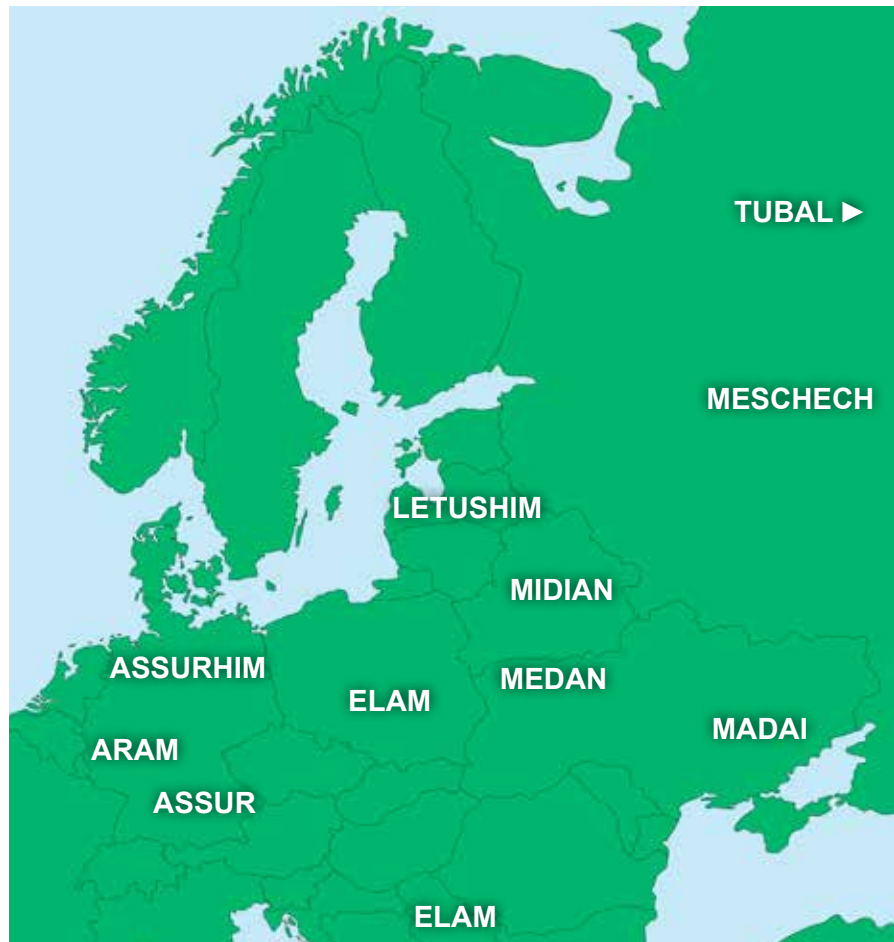 TUBAL ►
MESCHECH
LETUSHIM
MIDIAN
ASSURHIM
MEDAN
ELAM
MADAI
ARAM
ASSUR
ELAM